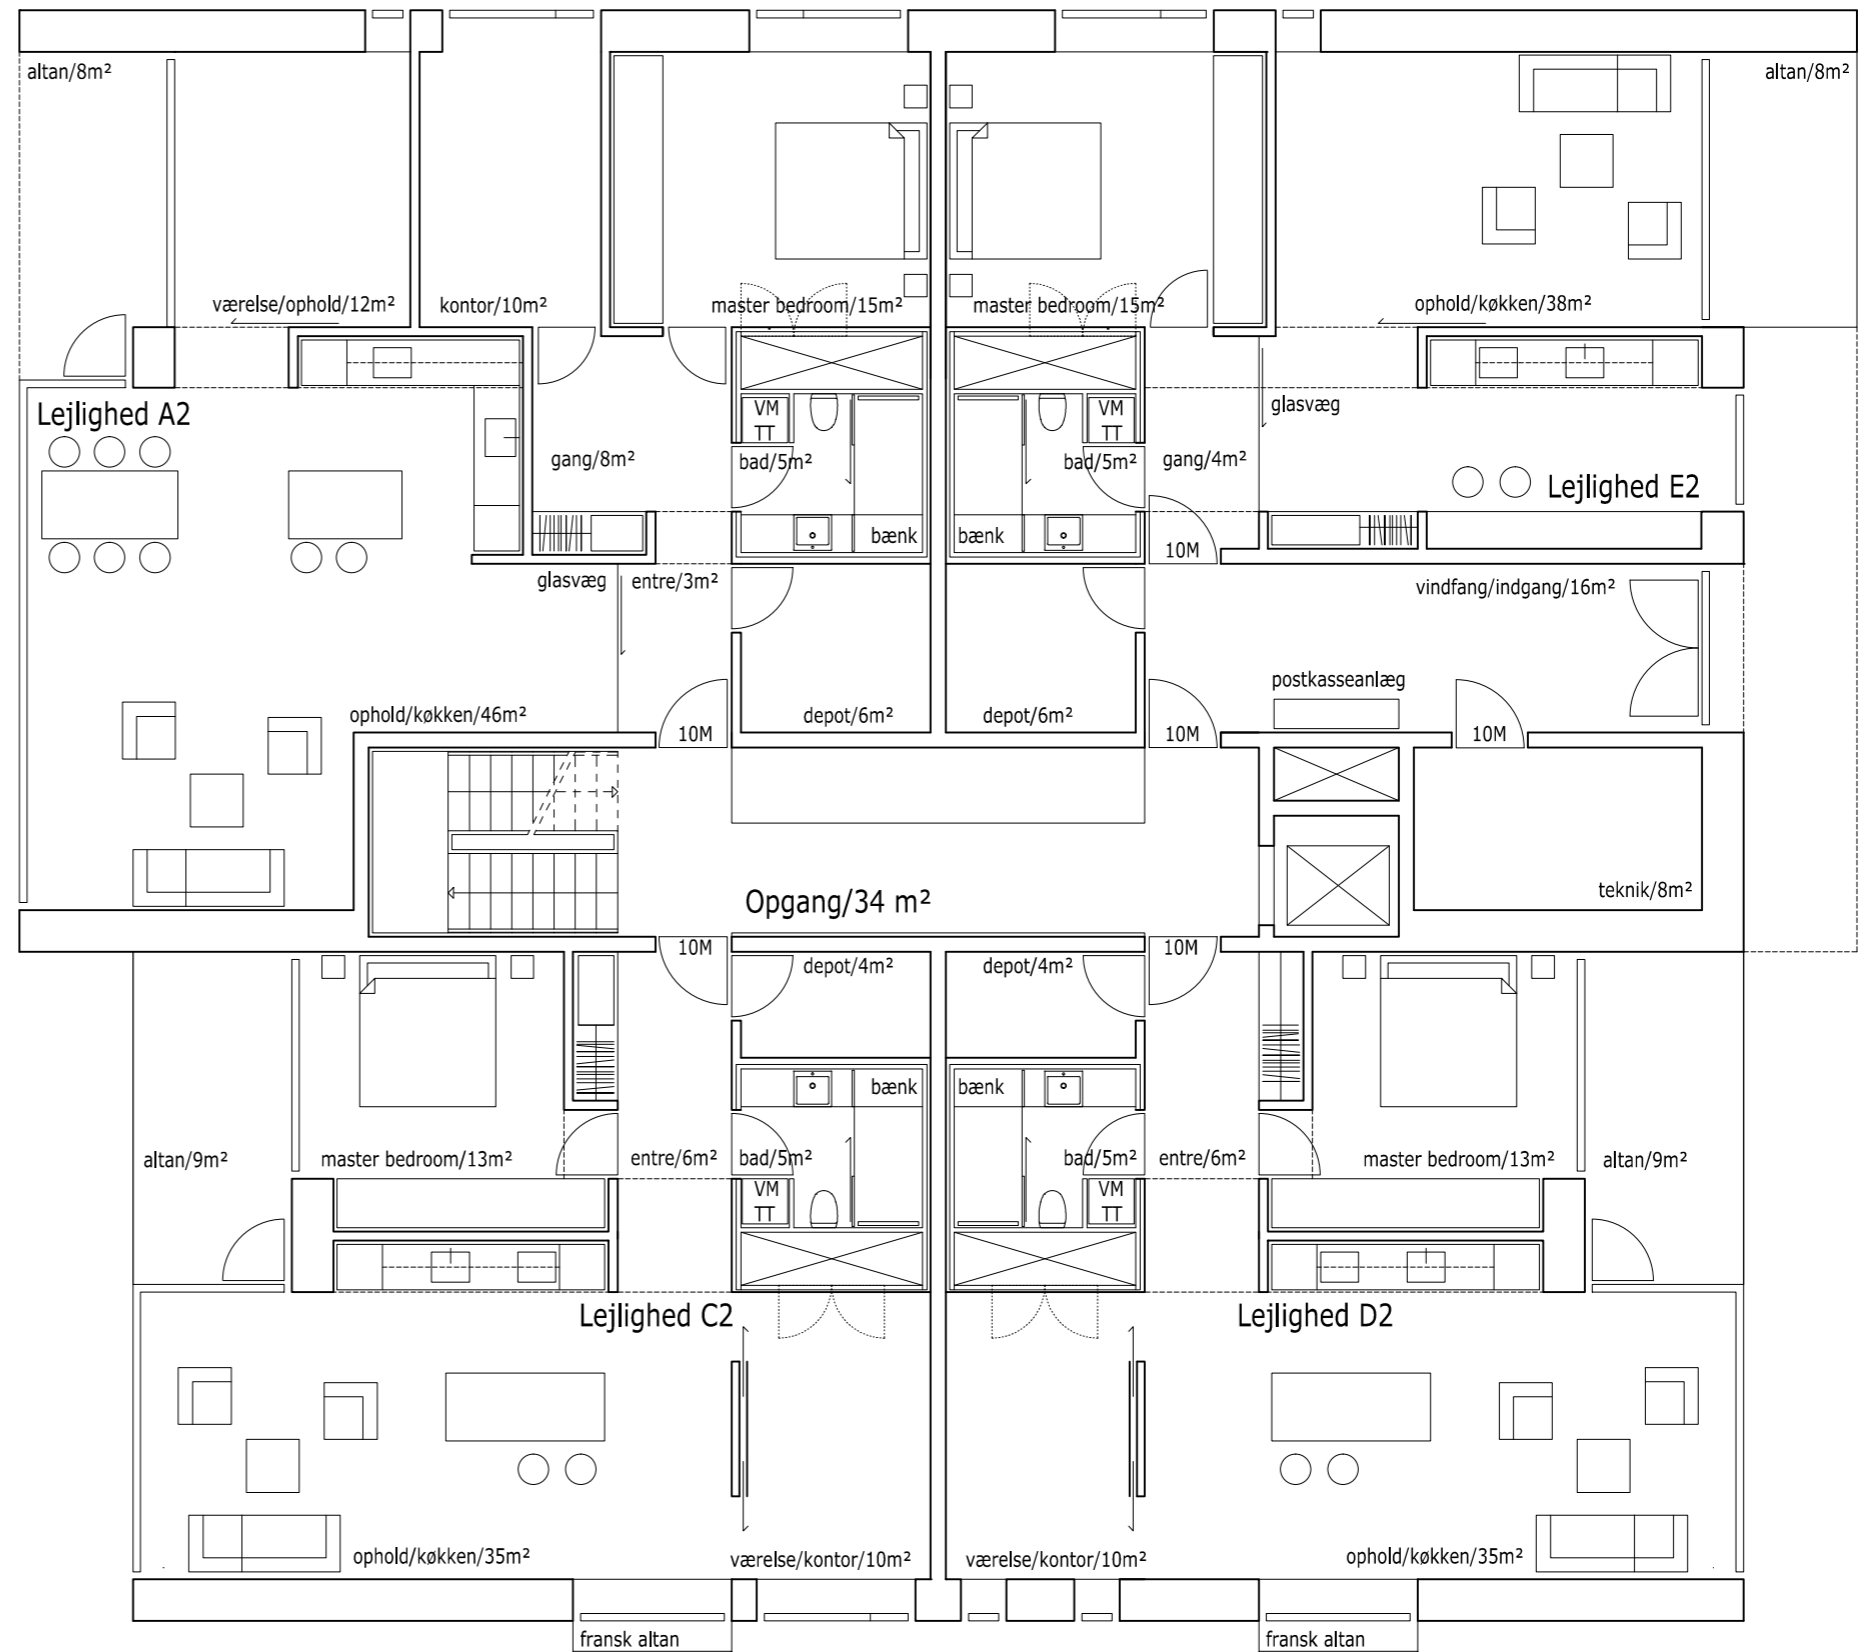 altan/8m²
altan/8m²
værelse/ophold/12m²
kontor/10m²
master bedroom/15m²
master bedroom/15m²
ophold/køkken/38m²
Lejlighed A2
VM
TT
VM
TT
glasvæg
gang/8m²
bad/5m²
bad/5m²
gang/4m²
Lejlighed E2
bænk
bænk
10M
glasvæg
entre/3m²
vindfang/indgang/16m²
postkasseanlæg
ophold/køkken/46m²
depot/6m²
depot/6m²
10M
10M
10M
Opgang/34 m²
teknik/8m²
10M
10M
depot/4m²
depot/4m²
bænk
bænk
altan/9m²
master bedroom/13m²
entre/6m²
bad/5m²
bad/5m²
entre/6m²
master bedroom/13m²
altan/9m²
VM
TT
VM
TT
Lejlighed C2
Lejlighed D2
ophold/køkken/35m²
værelse/kontor/10m²
værelse/kontor/10m²
ophold/køkken/35m²
fransk altan
fransk altan